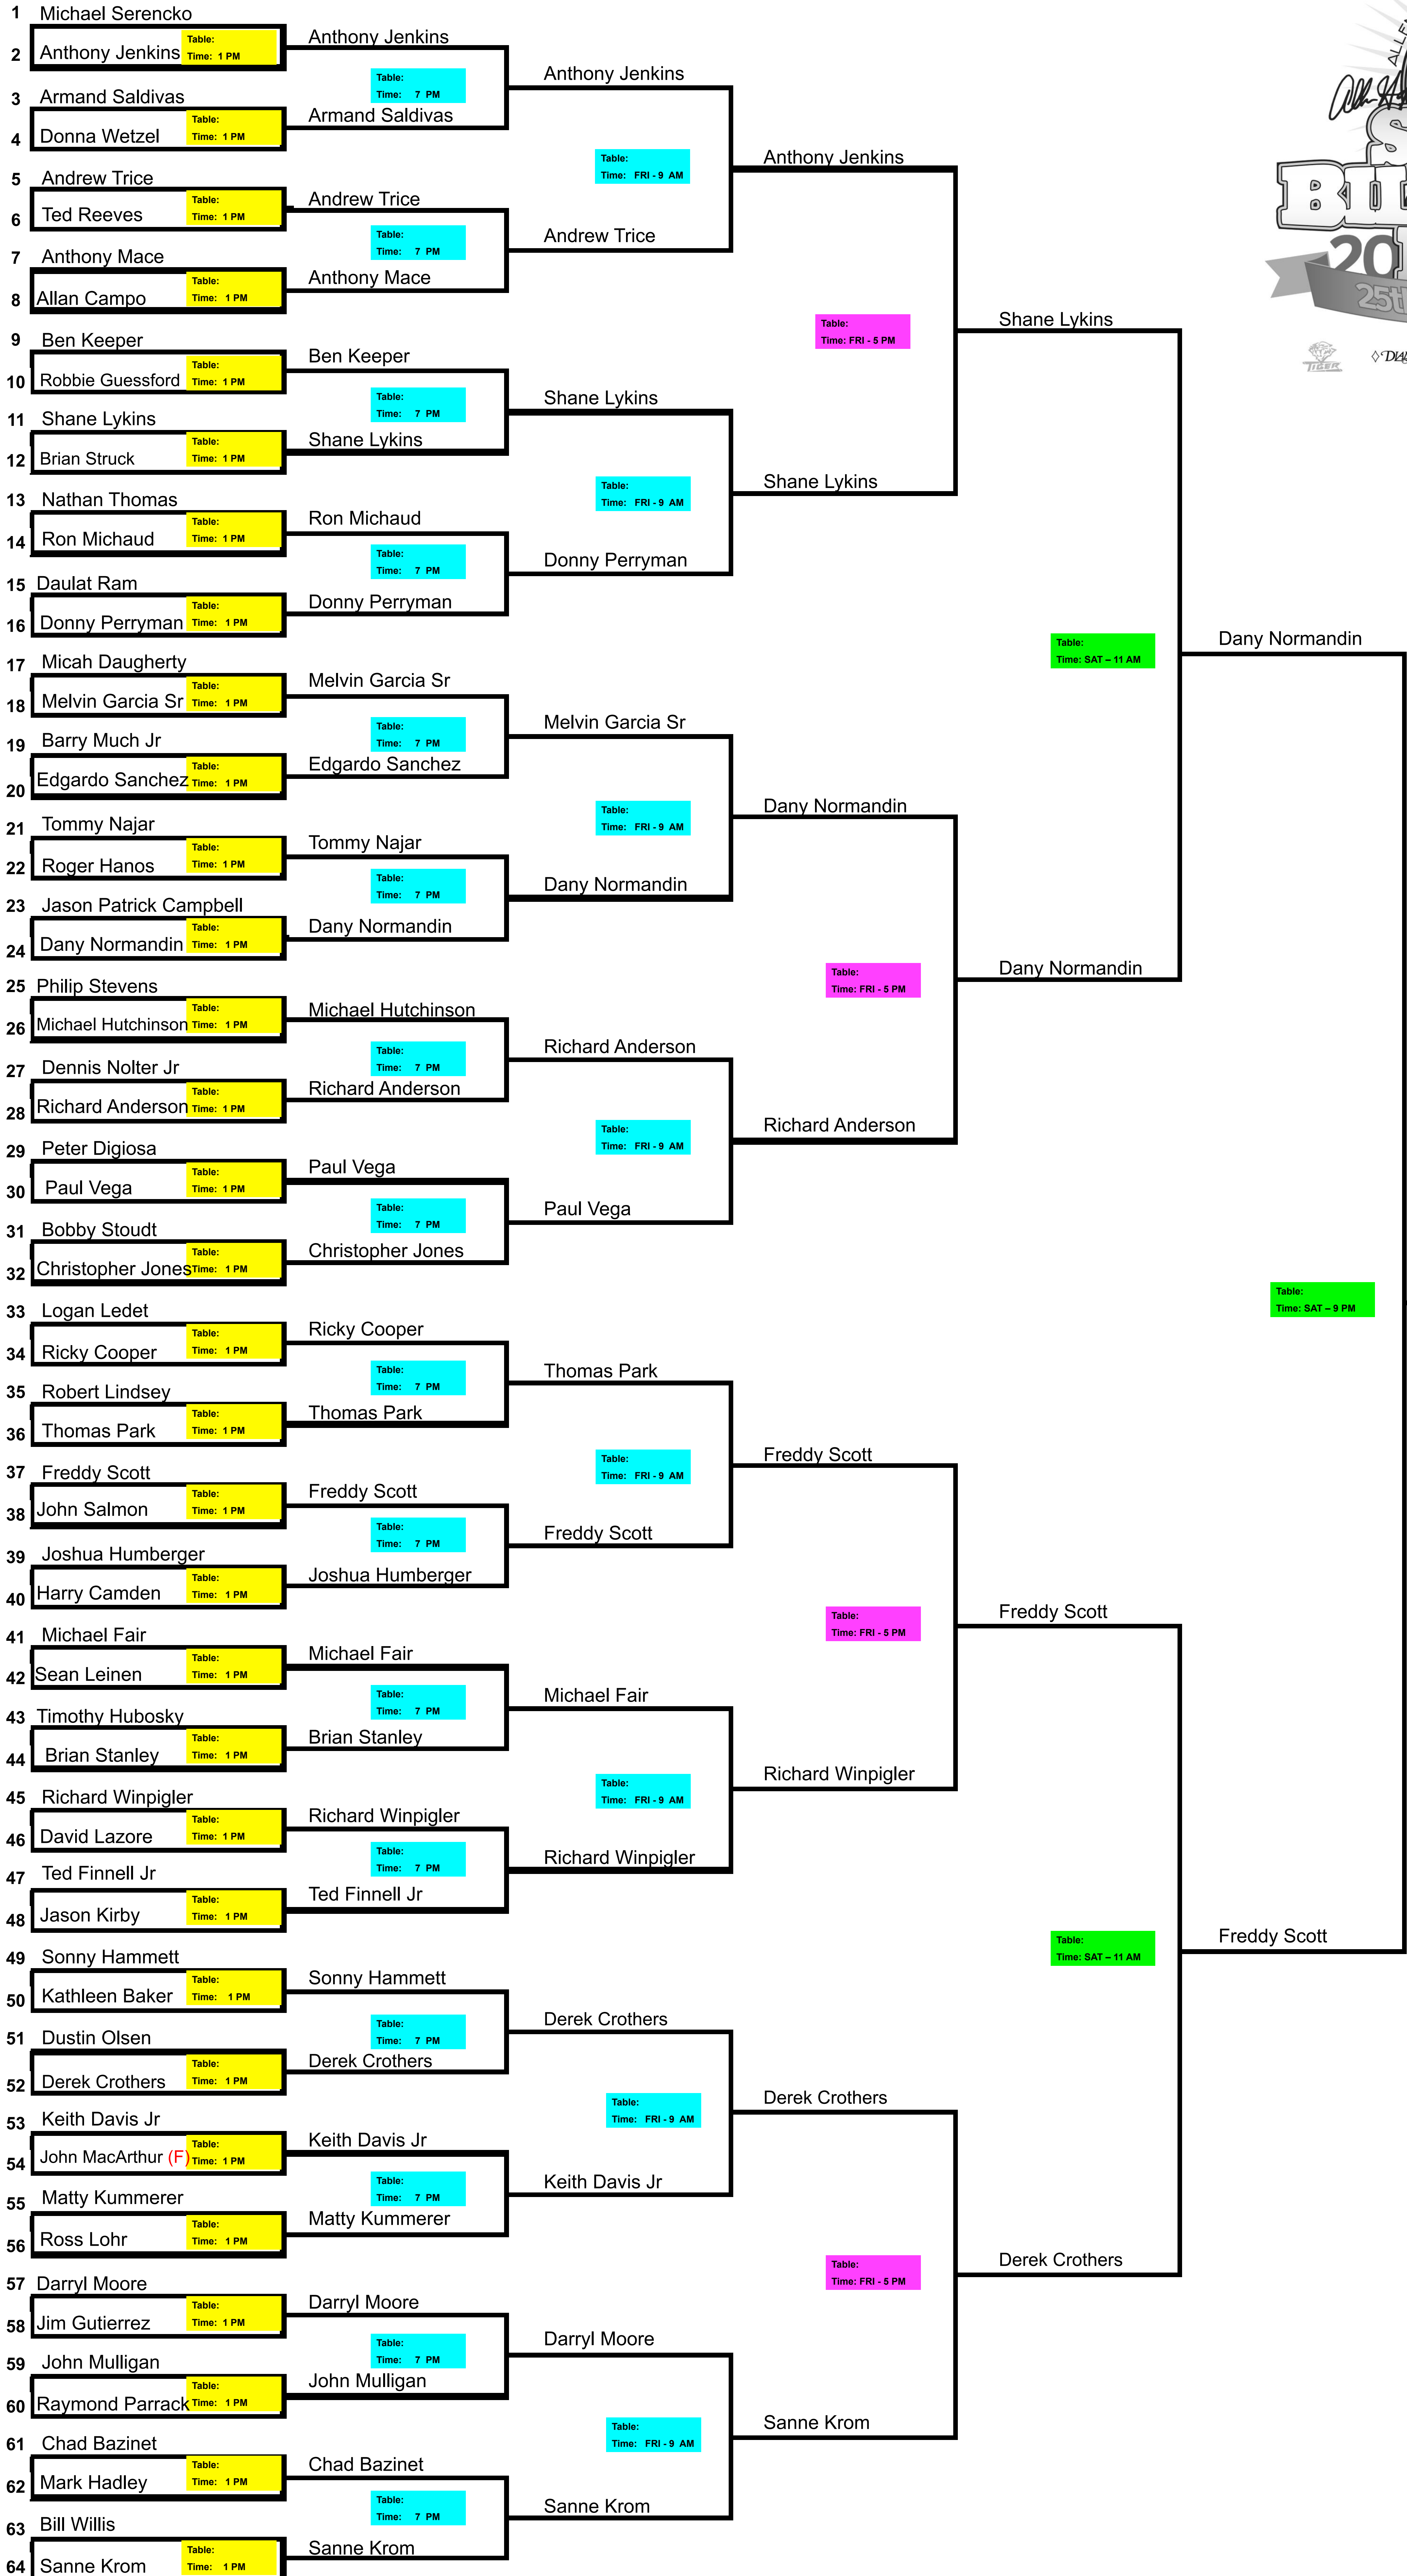 1 Michael Serencko
2 Anthony Jenkins
Table:
Time: 1 PM
3 Armand Saldivas
4 Donna Wetzel
Table:
Time: 1 PM
5 Andrew Trice
6 Ted Reeves
Table:
Time: 1 PM
7 Anthony Mace
8 Allan Campo
Table:
Time: 1 PM
9 Ben Keeper
10 Robbie Guessford
Table:
Time: 1 PM
11 Shane Lykins
12 Brian Struck
Table:
Time: 1 PM
13 Nathan Thomas
14 Ron Michaud
Table:
Time: 1 PM
15 Daulat Ram
16 Donny Perryman
Table:
Time: 1 PM
17 Micah Daugherty
18 Melvin Garcia Sr
Table:
Time: 1 PM
19 Barry Much Jr
20 Edgardo Sanchez
Table:
Time: 1 PM
21 Tommy Najar
22 Roger Hanos
Table:
Time: 1 PM
23 Jason Patrick Campbell
24 Dany Normandin
Table:
Time: 1 PM
25 Philip Stevens
26 Michael Hutchinson
Table:
Time: 1 PM
27 Dennis Nolter Jr
28 Richard Anderson
Table:
Time: 1 PM
29 Peter Digiosa
30 Paul Vega
Table:
Time: 1 PM
31 Bobby Stoudt
32 Christopher Jones
Table:
Time: 1 PM
33 Logan Ledet
34 Ricky Cooper
Table:
Time: 1 PM
35 Robert Lindsey
36 Thomas Park
Table:
Time: 1 PM
37 Freddy Scott
38 John Salmon
Table:
Time: 1 PM
39 Joshua Humberger
40 Harry Camden
Table:
Time: 1 PM
41 Michael Fair
42 Sean Leinen
Table:
Time: 1 PM
43 Timothy Hubosky
44 Brian Stanley
Table:
Time: 1 PM
45 Richard Winpigler
46 David Lazore
Table:
Time: 1 PM
47 Ted Finnell Jr
48 Jason Kirby
Table:
Time: 1 PM
49 Sonny Hammett
50 Kathleen Baker
Table:
Time: 1 PM
51 Dustin Olsen
52 Derek Crothers
Table:
Time: 1 PM
53 Keith Davis Jr
54 John MacArthur (F)
Table:
Time: 1 PM
55 Matty Kummerer
56 Ross Lohr
Table:
Time: 1 PM
57 Darryl Moore
58 Jim Gutierrez
Table:
Time: 1 PM
59 John Mulligan
60 Raymond Parrack
Table:
Time: 1 PM
61 Chad Bazinet
62 Mark Hadley
Table:
Time: 1 PM
63 Bill Willis
64 Sanne Krom
Table:
Time: 1 PM
Anthony Jenkins
Table:
Time: 7 PM
Armand Saldivas
Andrew Trice
Table:
Time: 7 PM
Anthony Mace
Ben Keeper
Table:
Time: 7 PM
Shane Lykins
Ron Michaud
Table:
Time: 7 PM
Donny Perryman
Melvin Garcia Sr
Table:
Time: 7 PM
Edgardo Sanchez
Tommy Najar
Table:
Time: 7 PM
Dany Normandin
Michael Hutchinson
Table:
Time: 7 PM
Richard Anderson
Paul Vega
Table:
Time: 7 PM
Christopher Jones
Ricky Cooper
Table:
Time: 7 PM
Thomas Park
Freddy Scott
Table:
Time: 7 PM
Joshua Humberger
Michael Fair
Table:
Time: 7 PM
Brian Stanley
Richard Winpigler
Table:
Time: 7 PM
Ted Finnell Jr
Sonny Hammett
Table:
Time: 7 PM
Derek Crothers
Keith Davis Jr
Table:
Time: 7 PM
Matty Kummerer
Darryl Moore
Table:
Time: 7 PM
John Mulligan
Chad Bazinet
Table:
Time: 7 PM
Sanne Krom
Anthony Jenkins
Table:
Time: FRI - 9 AM
Andrew Trice
Shane Lykins
Table:
Time: FRI - 9 AM
Donny Perryman
Melvin Garcia Sr
Table:
Time: FRI - 9 AM
Dany Normandin
Richard Anderson
Table:
Time: FRI - 9 AM
Paul Vega
Thomas Park
Table:
Time: FRI - 9 AM
Freddy Scott
Michael Fair
Table:
Time: FRI - 9 AM
Richard Winpigler
Derek Crothers
Table:
Time: FRI - 9 AM
Keith Davis Jr
Darryl Moore
Table:
Time: FRI - 9 AM
Sanne Krom
Anthony Jenkins
Table:
Time: FRI - 5 PM
Shane Lykins
Dany Normandin
Table:
Time: FRI - 5 PM
Richard Anderson
Freddy Scott
Table:
Time: FRI - 5 PM
Richard Winpigler
Derek Crothers
Table:
Time: FRI - 5 PM
Sanne Krom
Shane Lykins
Table:
Time: SAT – 11 AM
Dany Normandin
Freddy Scott
Table:
Time: SAT – 11 AM
Derek Crothers
Dany Normandin
Table:
Time: SAT – 9 PM
Freddy Scott
25th
TIGER